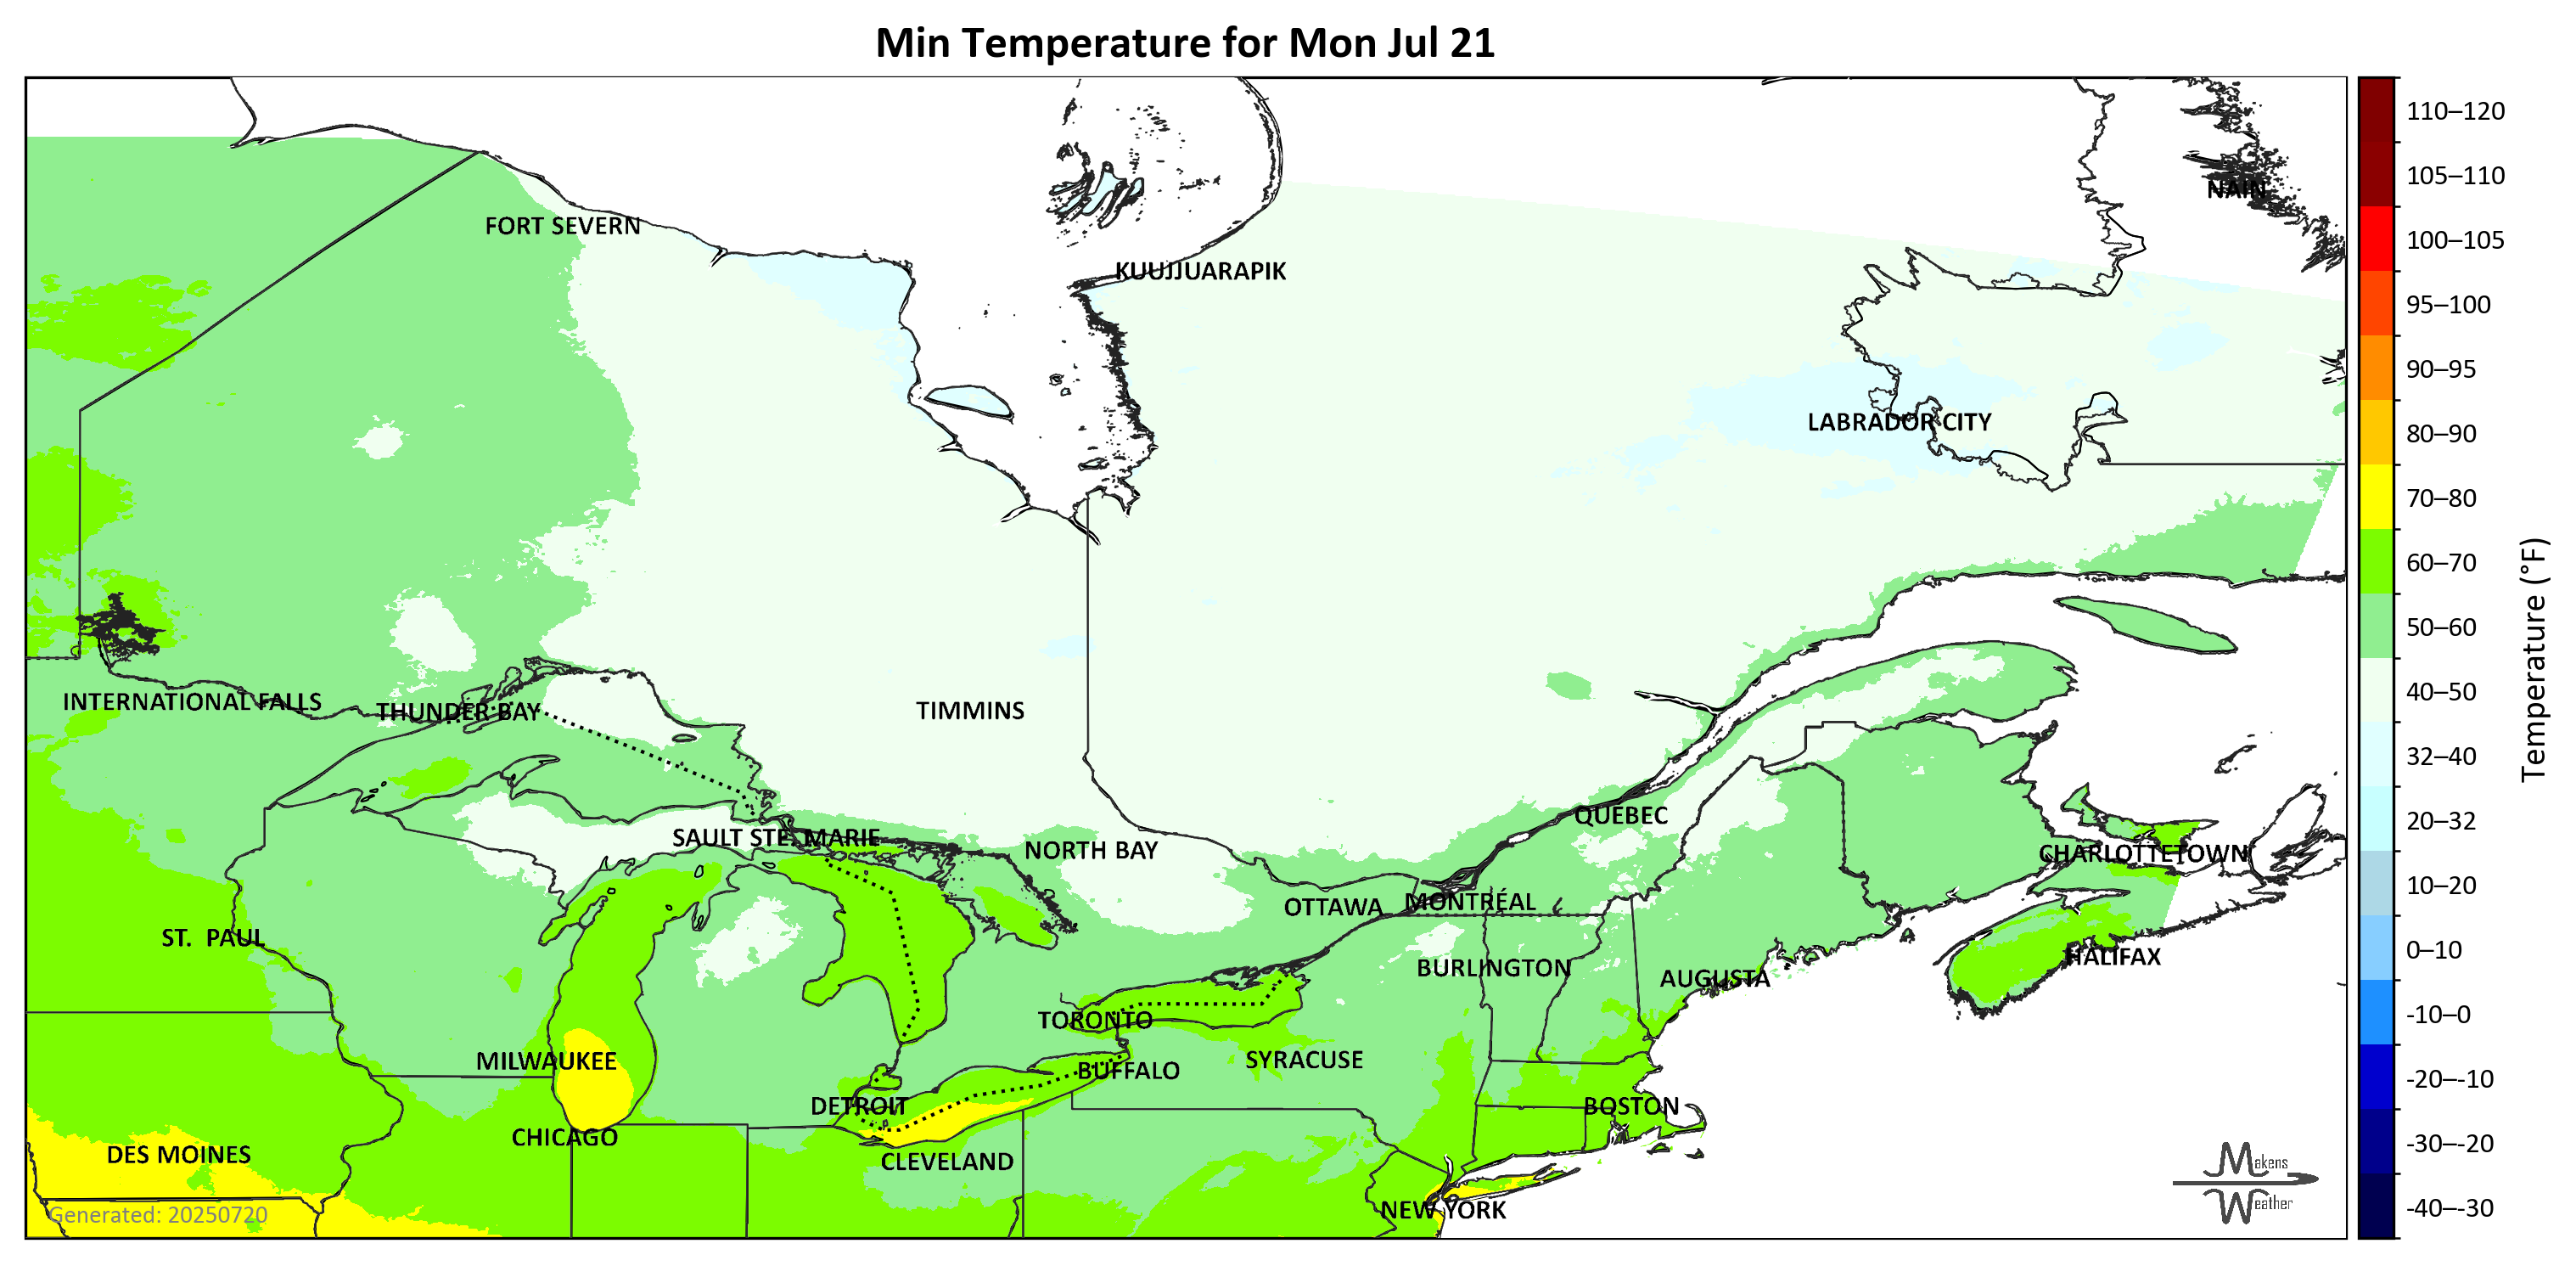 Min Temperature for Mon Jul 21
110–120
105–110
NAIN
FORT SEVERN
100–105
KUUJJUARAPIK
95–100
90–95
LABRADOR CITY
80–90
70–80
60–70
50–60
Temperature (°F)
INTERNATIONAL FALLS
THUNDER BAY
TIMMINS
40–50
32–40
QUÉBEC
20–32
SAULT STE. MARIE
NORTH BAY
CHARLOTTETOWN
10–20
OTTAWA
MONTRÉAL
ST. PAUL
0–10
HALIFAX
BURLINGTON
AUGUSTA
TORONTO
-10–0
MILWAUKEE
SYRACUSE
BUFFALO
-20–-10
DETROIT
BOSTON
CHICAGO
-30–-20
DES MOINES
CLEVELAND
Makens
Weather
NEW YORK
-40–-30
Generated: 20250720